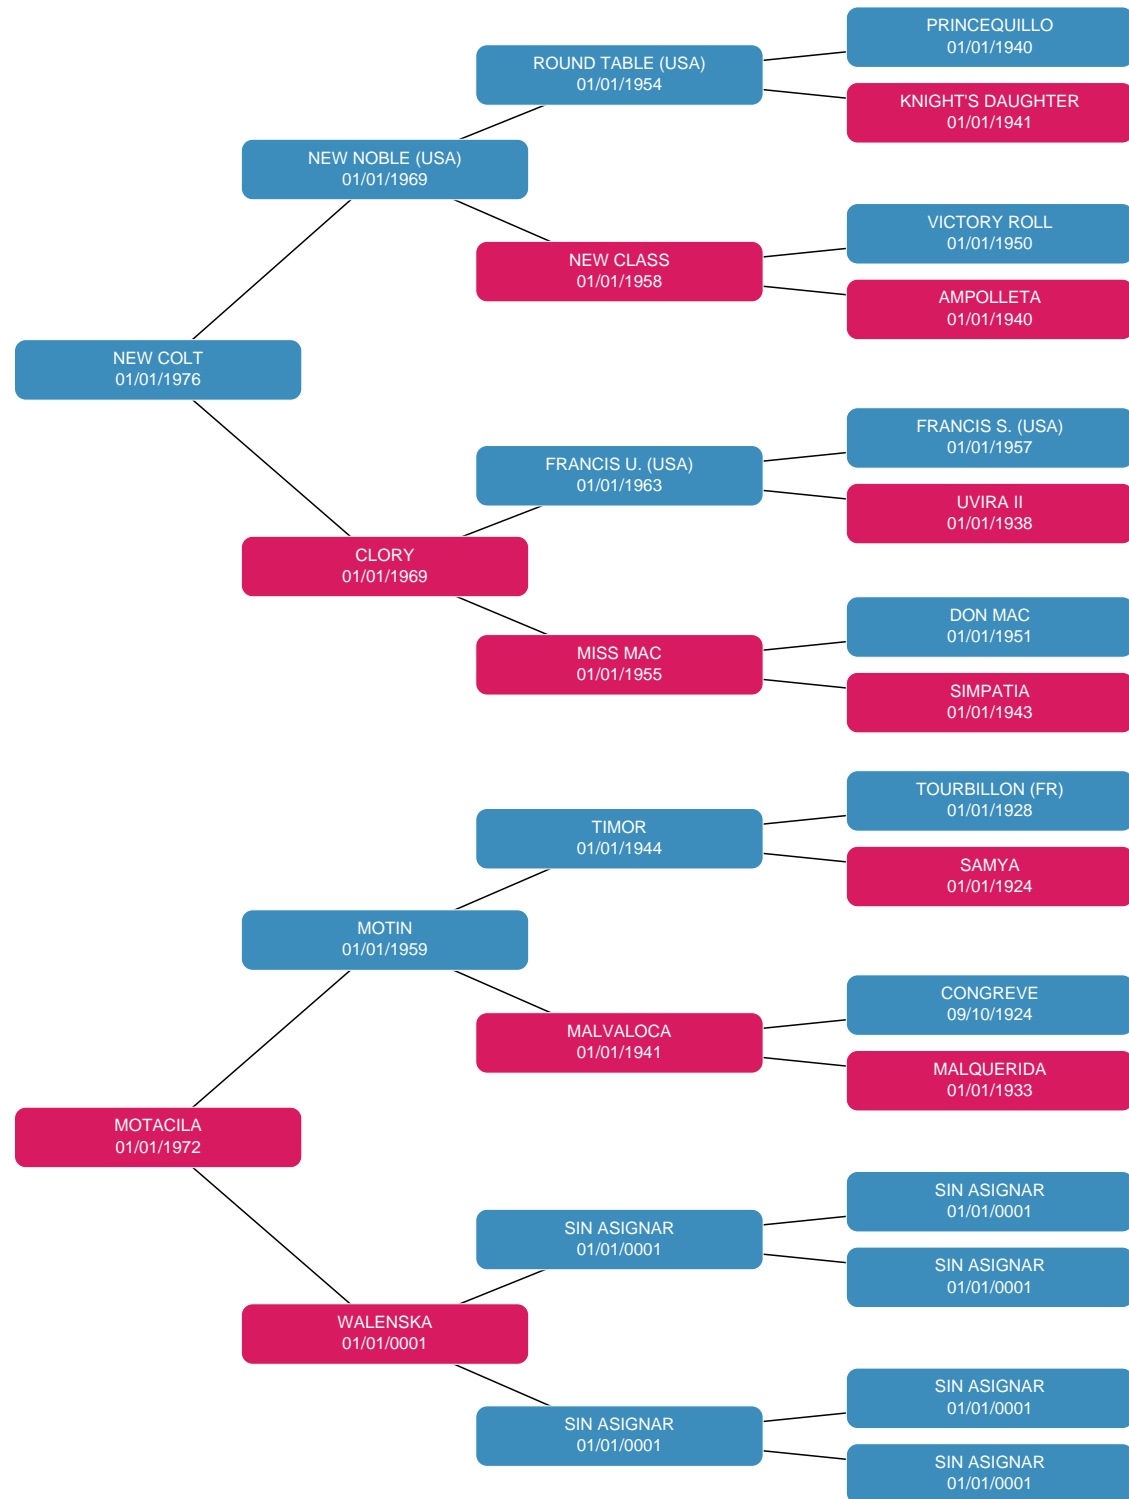 PRINCEQUILLO
01/01/1940
ROUND TABLE (USA)
01/01/1954
KNIGHT'S DAUGHTER
01/01/1941
NEW NOBLE (USA)
01/01/1969
VICTORY ROLL
01/01/1950
NEW CLASS
01/01/1958
AMPOLLETA
01/01/1940
NEW COLT
01/01/1976
FRANCIS S. (USA)
01/01/1957
FRANCIS U. (USA)
01/01/1963
UVIRA II
01/01/1938
CLORY
01/01/1969
DON MAC
01/01/1951
MISS MAC
01/01/1955
SIMPATIA
01/01/1943
TOURBILLON (FR)
01/01/1928
TIMOR
01/01/1944
SAMYA
01/01/1924
MOTIN
01/01/1959
CONGREVE
09/10/1924
MALVALOCA
01/01/1941
MALQUERIDA
01/01/1933
MOTACILA
01/01/1972
SIN ASIGNAR
01/01/0001
SIN ASIGNAR
01/01/0001
SIN ASIGNAR
01/01/0001
WALENSKA
01/01/0001
SIN ASIGNAR
01/01/0001
SIN ASIGNAR
01/01/0001
SIN ASIGNAR
01/01/0001